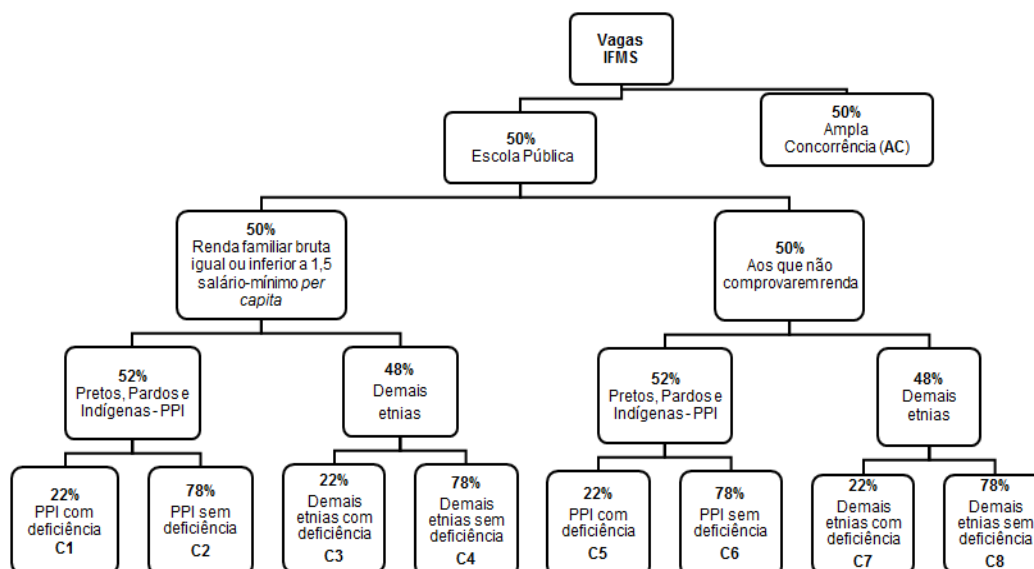 Vagas
IFMS
50%
Ampla
Concorrência (AC)
50%
Escola Pública
50%
Renda familiar bruta
igual ou inferior a 1,5
salário-mínimo per
capita
50%
Aos que não
comprovarem renda
52%
Pretos, Pardos e
Indígenas - PPI
48%
Demais
etnias
52%
Pretos, Pardos e
Indígenas - PPI
48%
Demais
etnias
22%
PPI com
deficiência
C1
78%
PPI sem
deficiência
C2
22%
Demais
etnias com
deficiência
C3
78%
Demais
etnias sem
deficiência
C4
22%
PPI com
deficiência
C5
78%
PPI sem
deficiência
C6
22%
Demais
etnias com
deficiência
C7
78%
Demais
etnias sem
deficiência
C8